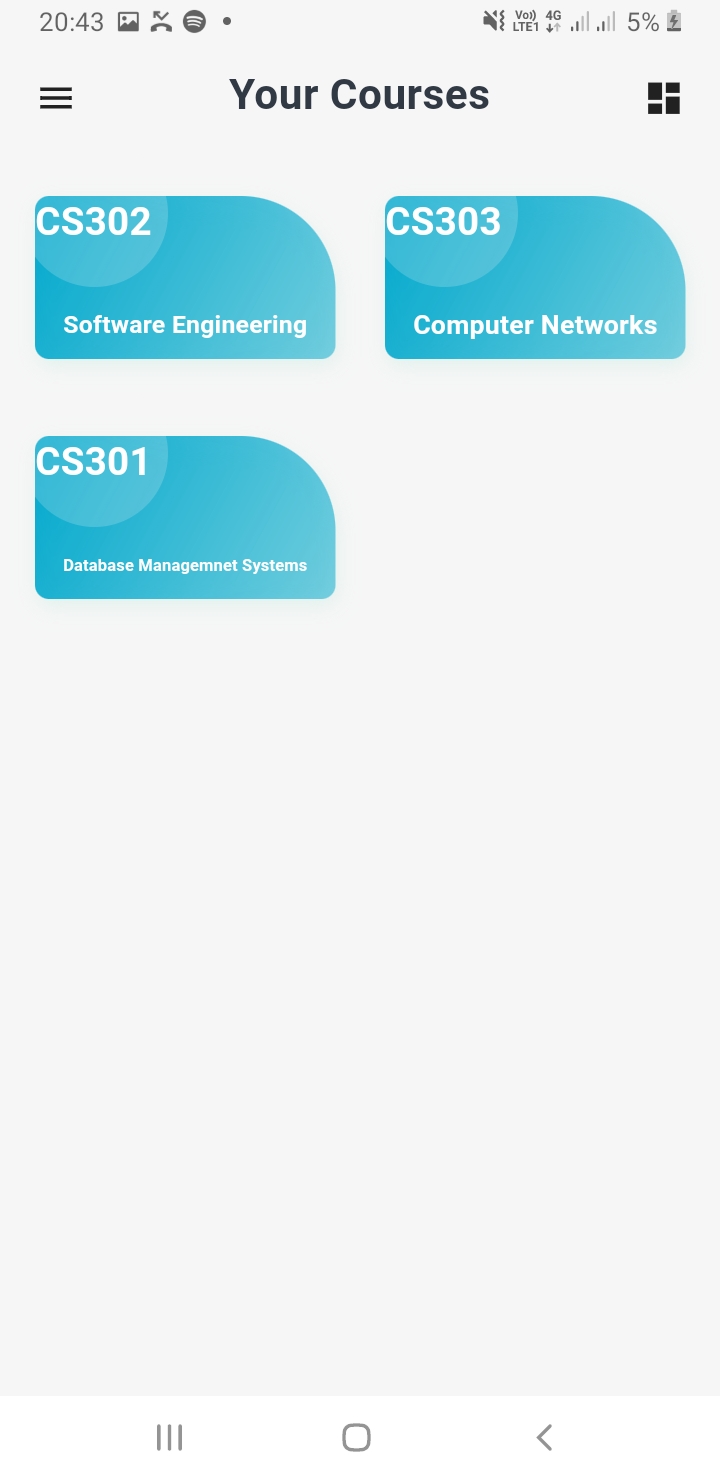 20:43 Vo)) LTE1 4G 5%
Your Courses
CS302
Software Engineering
CS303
Computer Networks
CS301
Database Managemnet Systems